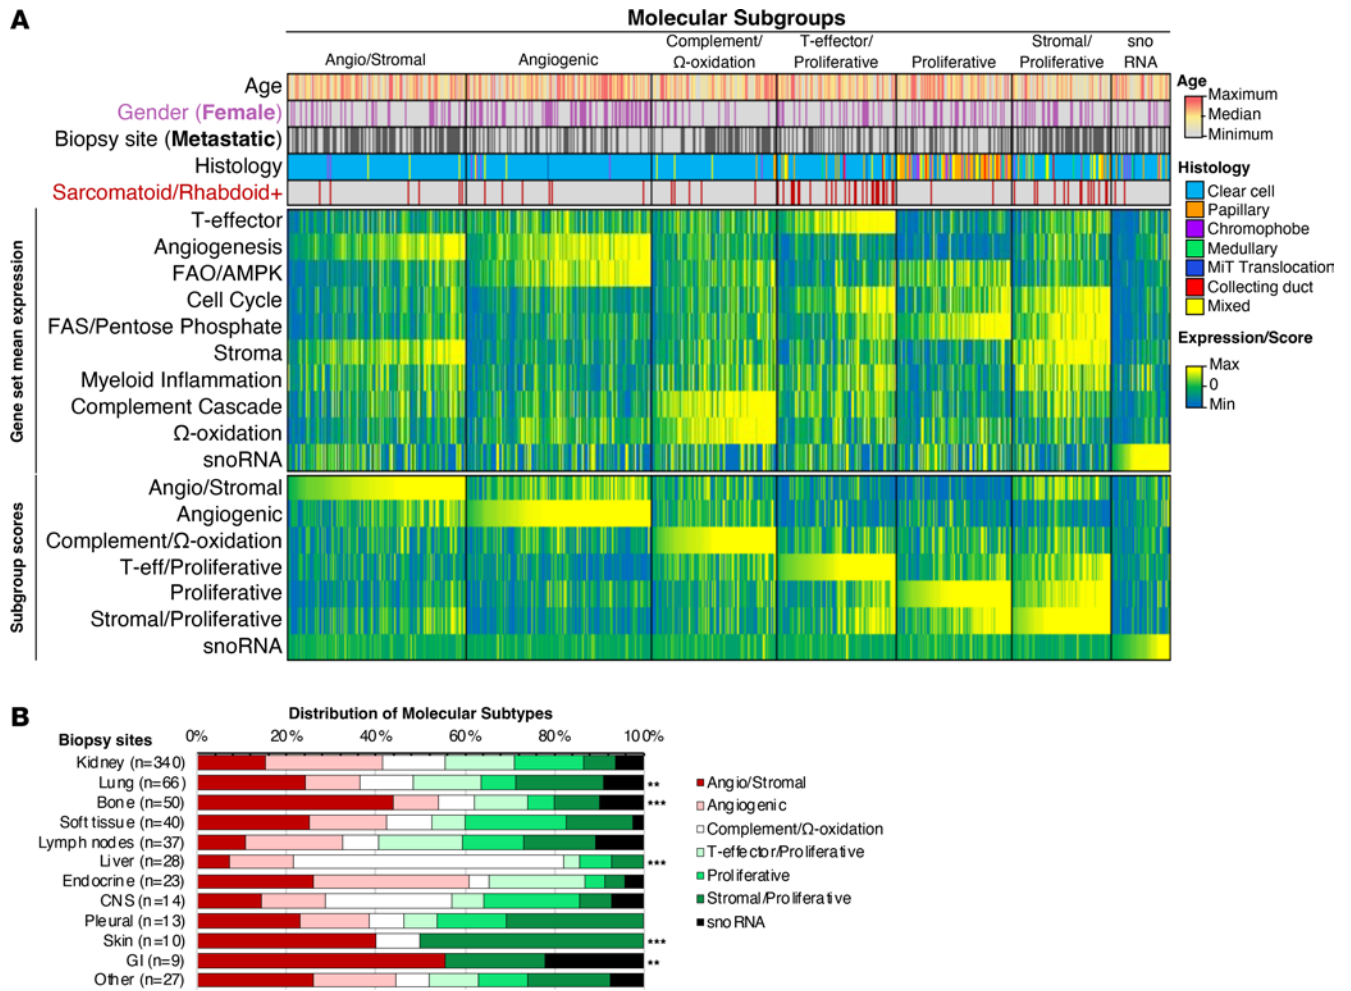 A
Molecular Subgroups
Angio/Stromal
Angiogenic
Complement/
Ω-oxidation
T-effector/
Proliferative
Proliferative
Stromal/
Proliferative
sno
RNA
Age
Gender (Female)
Biopsy site (Metastatic)
Histology
Sarcomatoid/Rhabdoid+
Gene set mean expression
T-effector
Angiogenesis
FAO/AMPK
Cell Cycle
FAS/Pentose Phosphate
Stroma
Myeloid Inflammation
Complement Cascade
Ω-oxidation
snoRNA
Subgroup scores
Angio/Stromal
Angiogenic
Complement/Ω-oxidation
T-eff/Proliferative
Proliferative
Stromal/Proliferative
snoRNA
Age
Maximum
Median
Minimum
Histology
Clear cell
Papillary
Chromophobe
Medullary
MiT Translocation
Collecting duct
Mixed
Expression/Score
Max
0
Min
B
Distribution of Molecular Subtypes
Biopsy sites
0% 20% 40% 60% 80% 100%
Kidney (n=340)
Lung (n=66) **
Bone (n=50) ***
Soft tissue (n=40)
Lymph nodes (n=37)
Liver (n=28) ***
Endocrine (n=23)
CNS (n=14)
Pleural (n=13)
Skin (n=10) ***
GI (n=9) **
Other (n=27)
Angio/Stromal
Angiogenic
Complement/Ω-oxidation
T-effector/Proliferative
Proliferative
Stromal/Proliferative
snoRNA